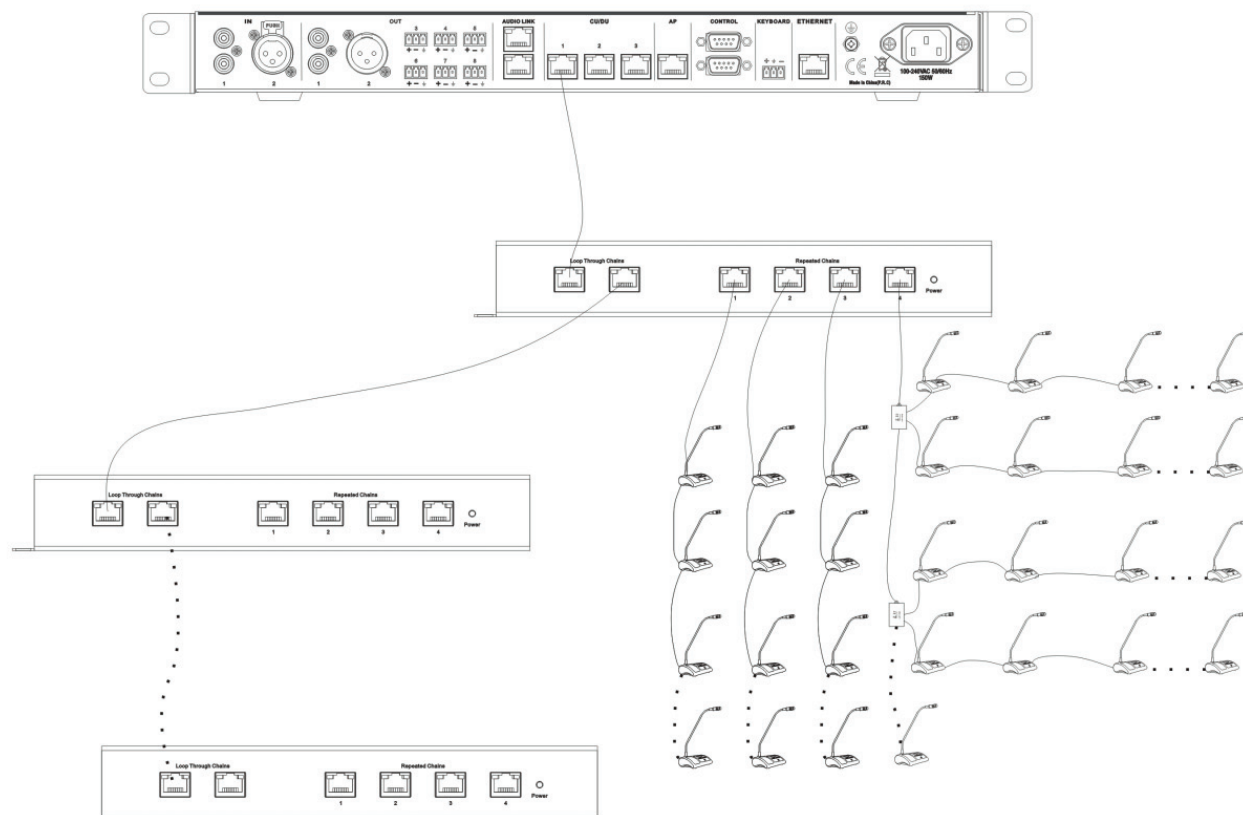 IN OUT AUDIO LINK CU/DU AP CONTROL KEYBOARD ETHERNET
PUSH
3 4 5
+ - ⏚ + - ⏚ + - ⏚
1 2 3
6 7 8
+ - ⏚ + - ⏚ + - ⏚
+ + -
1 2 1 2
CE
100-240VAC 50/60Hz
150W
Made in China(P.R.C)
Loop Through Chains Repeated Chains
1 2 3 4 Power
Loop Through Chains Repeated Chains
1 2 3 4 Power
Loop Through Chains Repeated Chains
1 2 3 4 Power